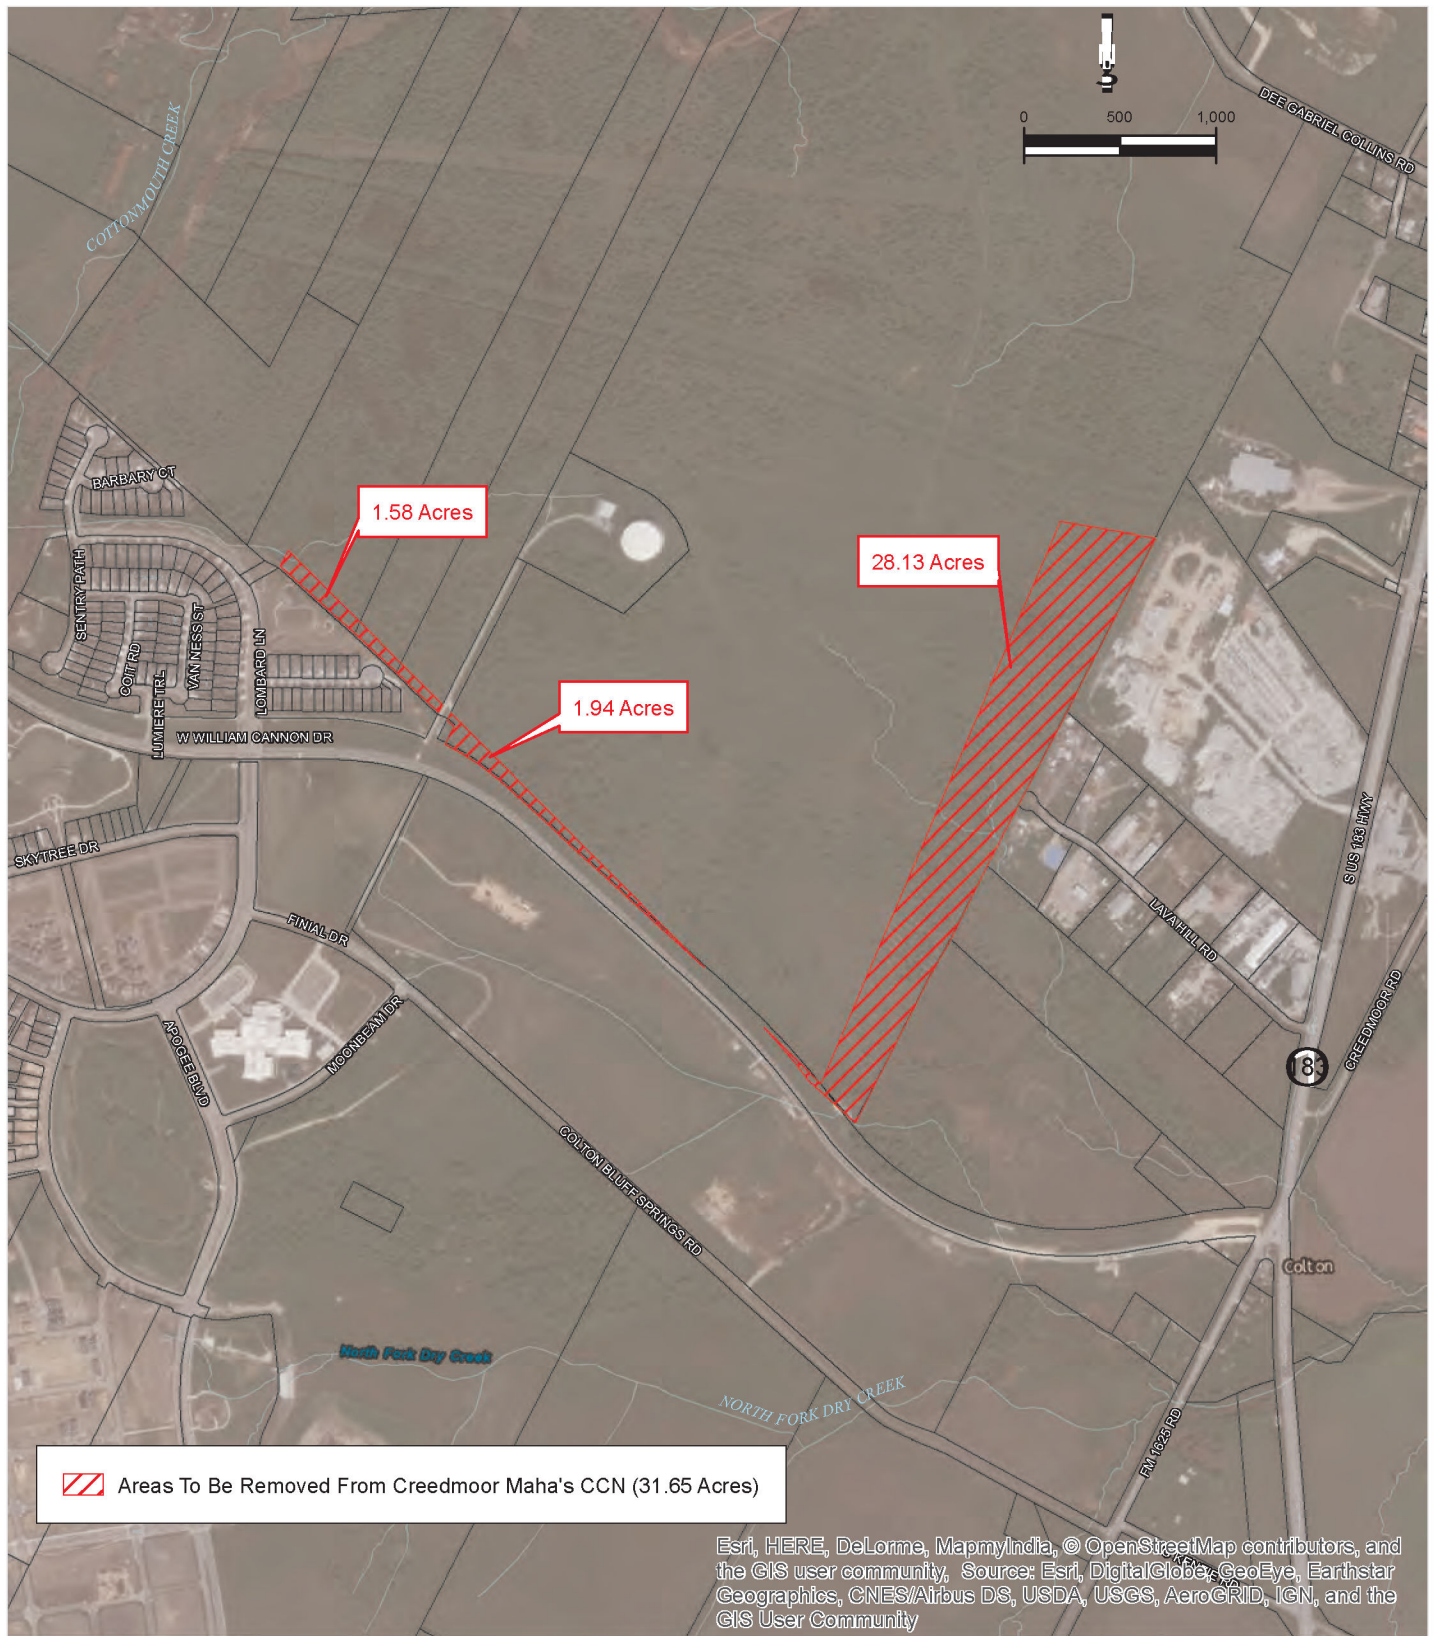 0 500 1,000
DEE GABRIEL COLLINS RD
COTTONMOUTH CREEK
BARBARY CT
1.58 Acres
28.13 Acres
SENTRY PATH
COIT RD
VAN NESS ST
LOMBARD LN
LUMIERE TRL
1.94 Acres
W WILLIAM CANNON DR
S US 183 HWY
SKYTREE DR
FINIAL DR
LAVA HILL RD
CREEDMOOR RD
MOONBEAM DR
APOGEE BLVD
183
COLTON BLUFF SPRINGS RD
Colton
North Fork Dry Creek
NORTH FORK DRY CREEK
FM 1625 RD
Areas To Be Removed From Creedmoor Maha's CCN (31.65 Acres)
Esri, HERE, DeLorme, MapmyIndia, © OpenStreetMap contributors, and
the GIS user community, Source: Esri, DigitalGlobe, GeoEye, Earthstar
Geographics, CNES/Airbus DS, USDA, USGS, AeroGRID, IGN, and the
GIS User Community